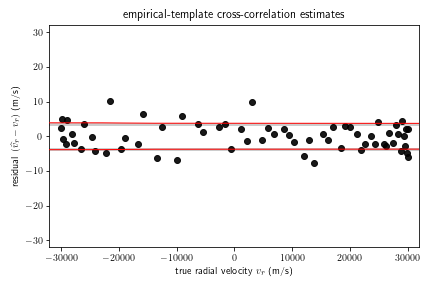 empirical-template cross-correlation estimates
residual (v̂r − vr) (m/s)
30
20
10
0
−10
−20
−30
−30000 −20000 −10000 0 10000 20000 30000
true radial velocity vr (m/s)